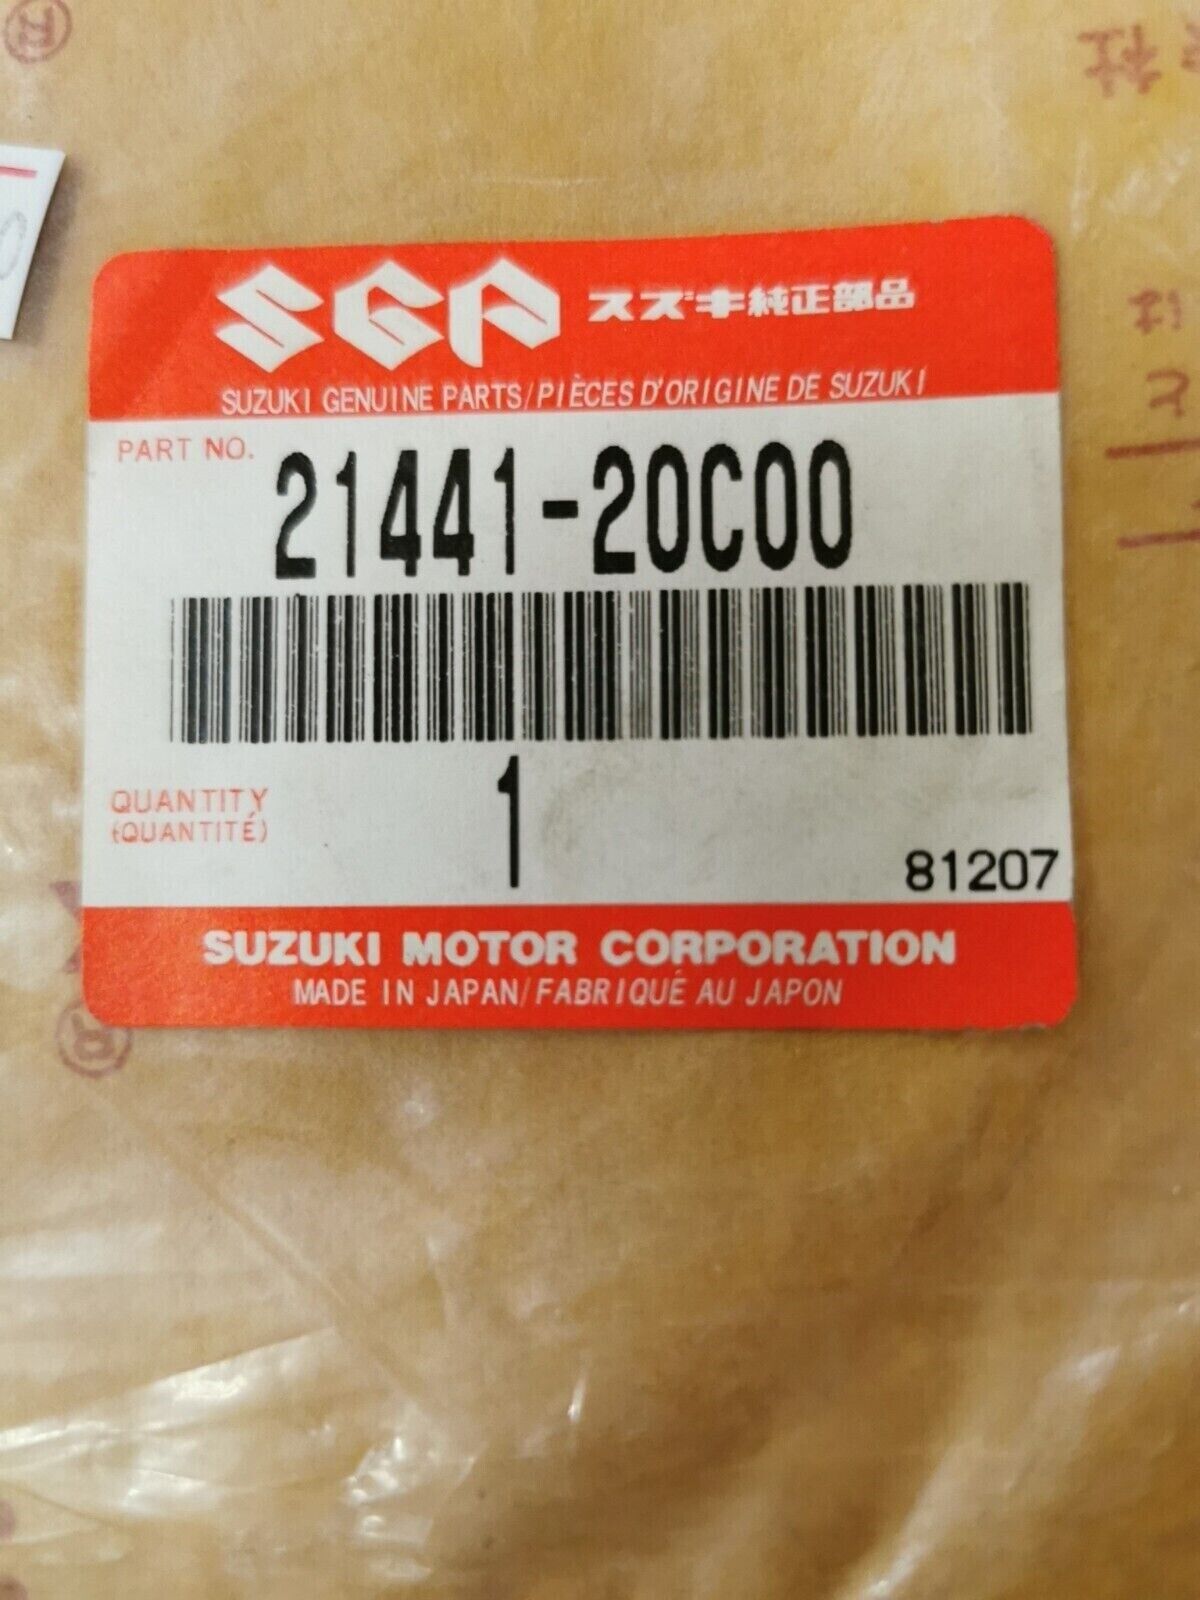 SGP スズキ純正部品
SUZUKI GENUINE PARTS/PIÈCES D'ORIGINE DE SUZUKI
PART NO. 21441-20C00
QUANTITY 1
(QUANTITÉ)
81207
SUZUKI MOTOR CORPORATION
MADE IN JAPAN/FABRIQUÉ AU JAPON
®
社
®